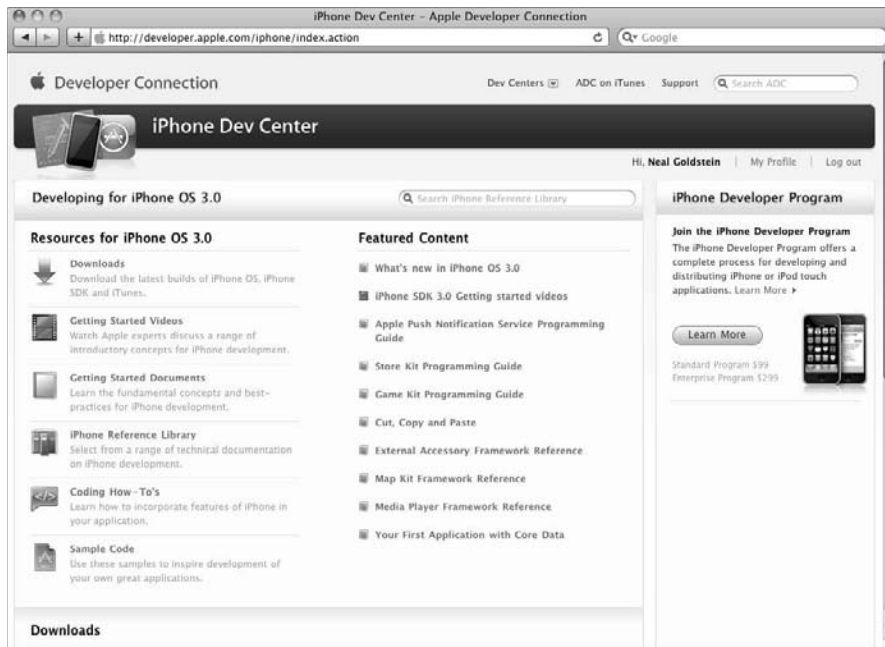 iPhone Dev Center – Apple Developer Connection
http://developer.apple.com/iphone/index.action
Google
Developer Connection
Dev Centers
ADC on iTunes
Support
Search ADC
iPhone Dev Center
Hi, Neal Goldstein | My Profile | Log out
Developing for iPhone OS 3.0
Search iPhone Reference Library
Resources for iPhone OS 3.0
Downloads
Download the latest builds of iPhone OS, iPhone
SDK and iTunes.
Getting Started Videos
Watch Apple experts discuss a range of
introductory concepts for iPhone development.
Getting Started Documents
Learn the fundamental concepts and best-
practices for iPhone development.
iPhone Reference Library
Select from a range of technical documentation
on iPhone development.
Coding How-To's
Learn how to incorporate features of iPhone in
your application.
Sample Code
Use these samples to inspire development of
your own great applications.
Featured Content
What's new in iPhone OS 3.0
iPhone SDK 3.0 Getting started videos
Apple Push Notification Service Programming
Guide
Store Kit Programming Guide
Game Kit Programming Guide
Cut, Copy and Paste
External Accessory Framework Reference
Map Kit Framework Reference
Media Player Framework Reference
Your First Application with Core Data
iPhone Developer Program
Join the iPhone Developer Program
The iPhone Developer Program offers a
complete process for developing and
distributing iPhone or iPod touch
applications. Learn More
Learn More
Standard Program $99
Enterprise Program $299
Downloads